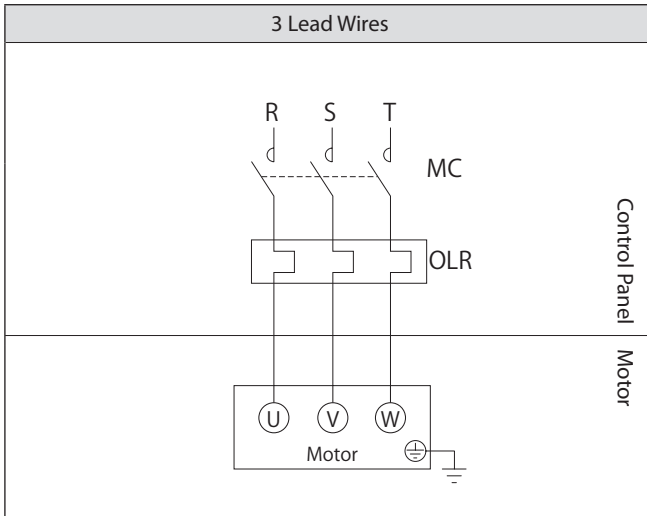 3 Lead Wires
R S T
MC
OLR
Control Panel
Motor
U V W
Motor